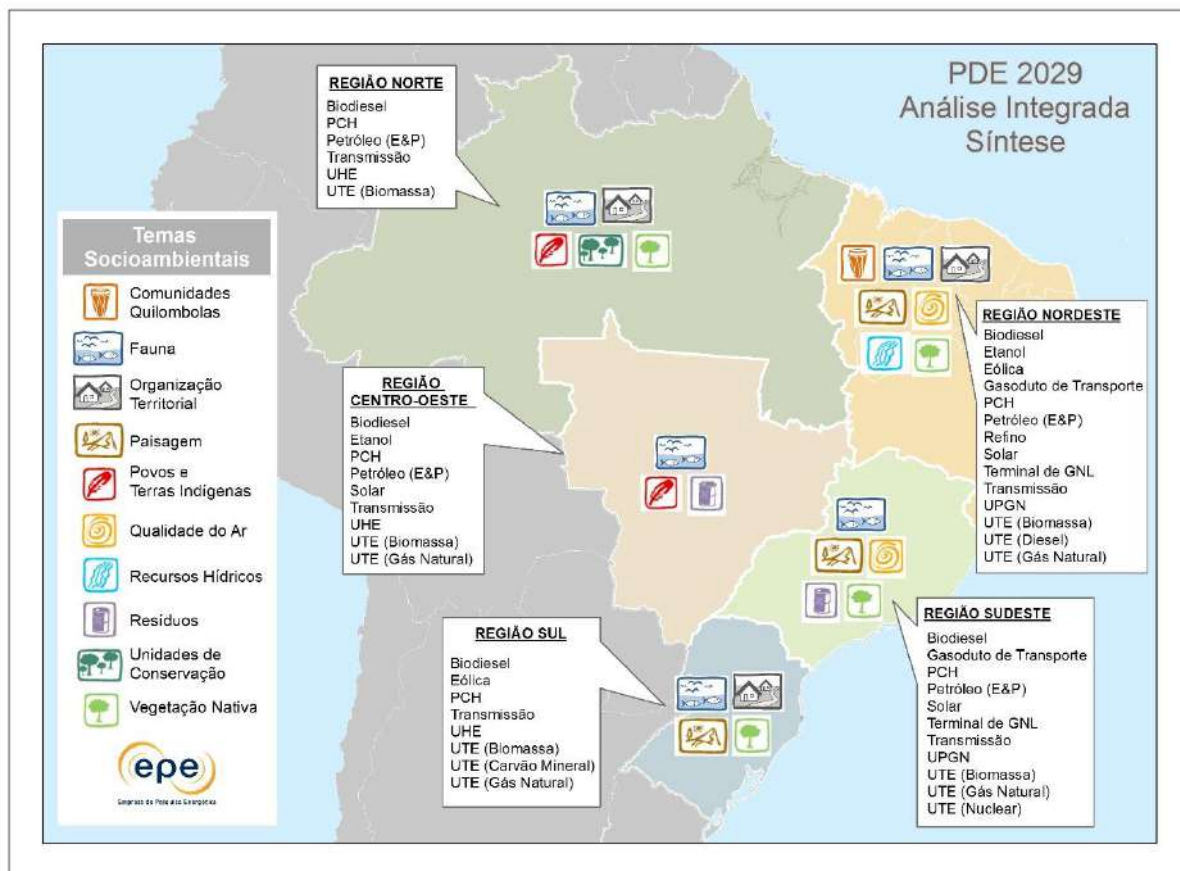 PDE 2029
Análise Integrada
Síntese
REGIÃO NORTE
Biodiesel
PCH
Petróleo (E&P)
Transmissão
UHE
UTE (Biomassa)
Temas
Socioambientais
Comunidades
Quilombolas
Fauna
Organização
Territorial
Paisagem
Povos e
Terras Indígenas
Qualidade do Ar
Recursos Hídricos
Resíduos
Unidades de
Conservação
Vegetação Nativa
epe
Empresa de Pesquisa Energética
REGIÃO
CENTRO-OESTE
Biodiesel
Etanol
PCH
Petróleo (E&P)
Solar
Transmissão
UHE
UTE (Biomassa)
UTE (Gás Natural)
REGIÃO NORDESTE
Biodiesel
Etanol
Eólica
Gasoduto de Transporte
PCH
Petróleo (E&P)
Refino
Solar
Terminal de GNL
Transmissão
UPGN
UTE (Biomassa)
UTE (Diesel)
UTE (Gás Natural)
REGIÃO SUL
Biodiesel
Eólica
PCH
Transmissão
UHE
UTE (Biomassa)
UTE (Carvão Mineral)
UTE (Gás Natural)
REGIÃO SUDESTE
Biodiesel
Gasoduto de Transporte
PCH
Petróleo (E&P)
Solar
Terminal de GNL
Transmissão
UPGN
UTE (Biomassa)
UTE (Gás Natural)
UTE (Nuclear)